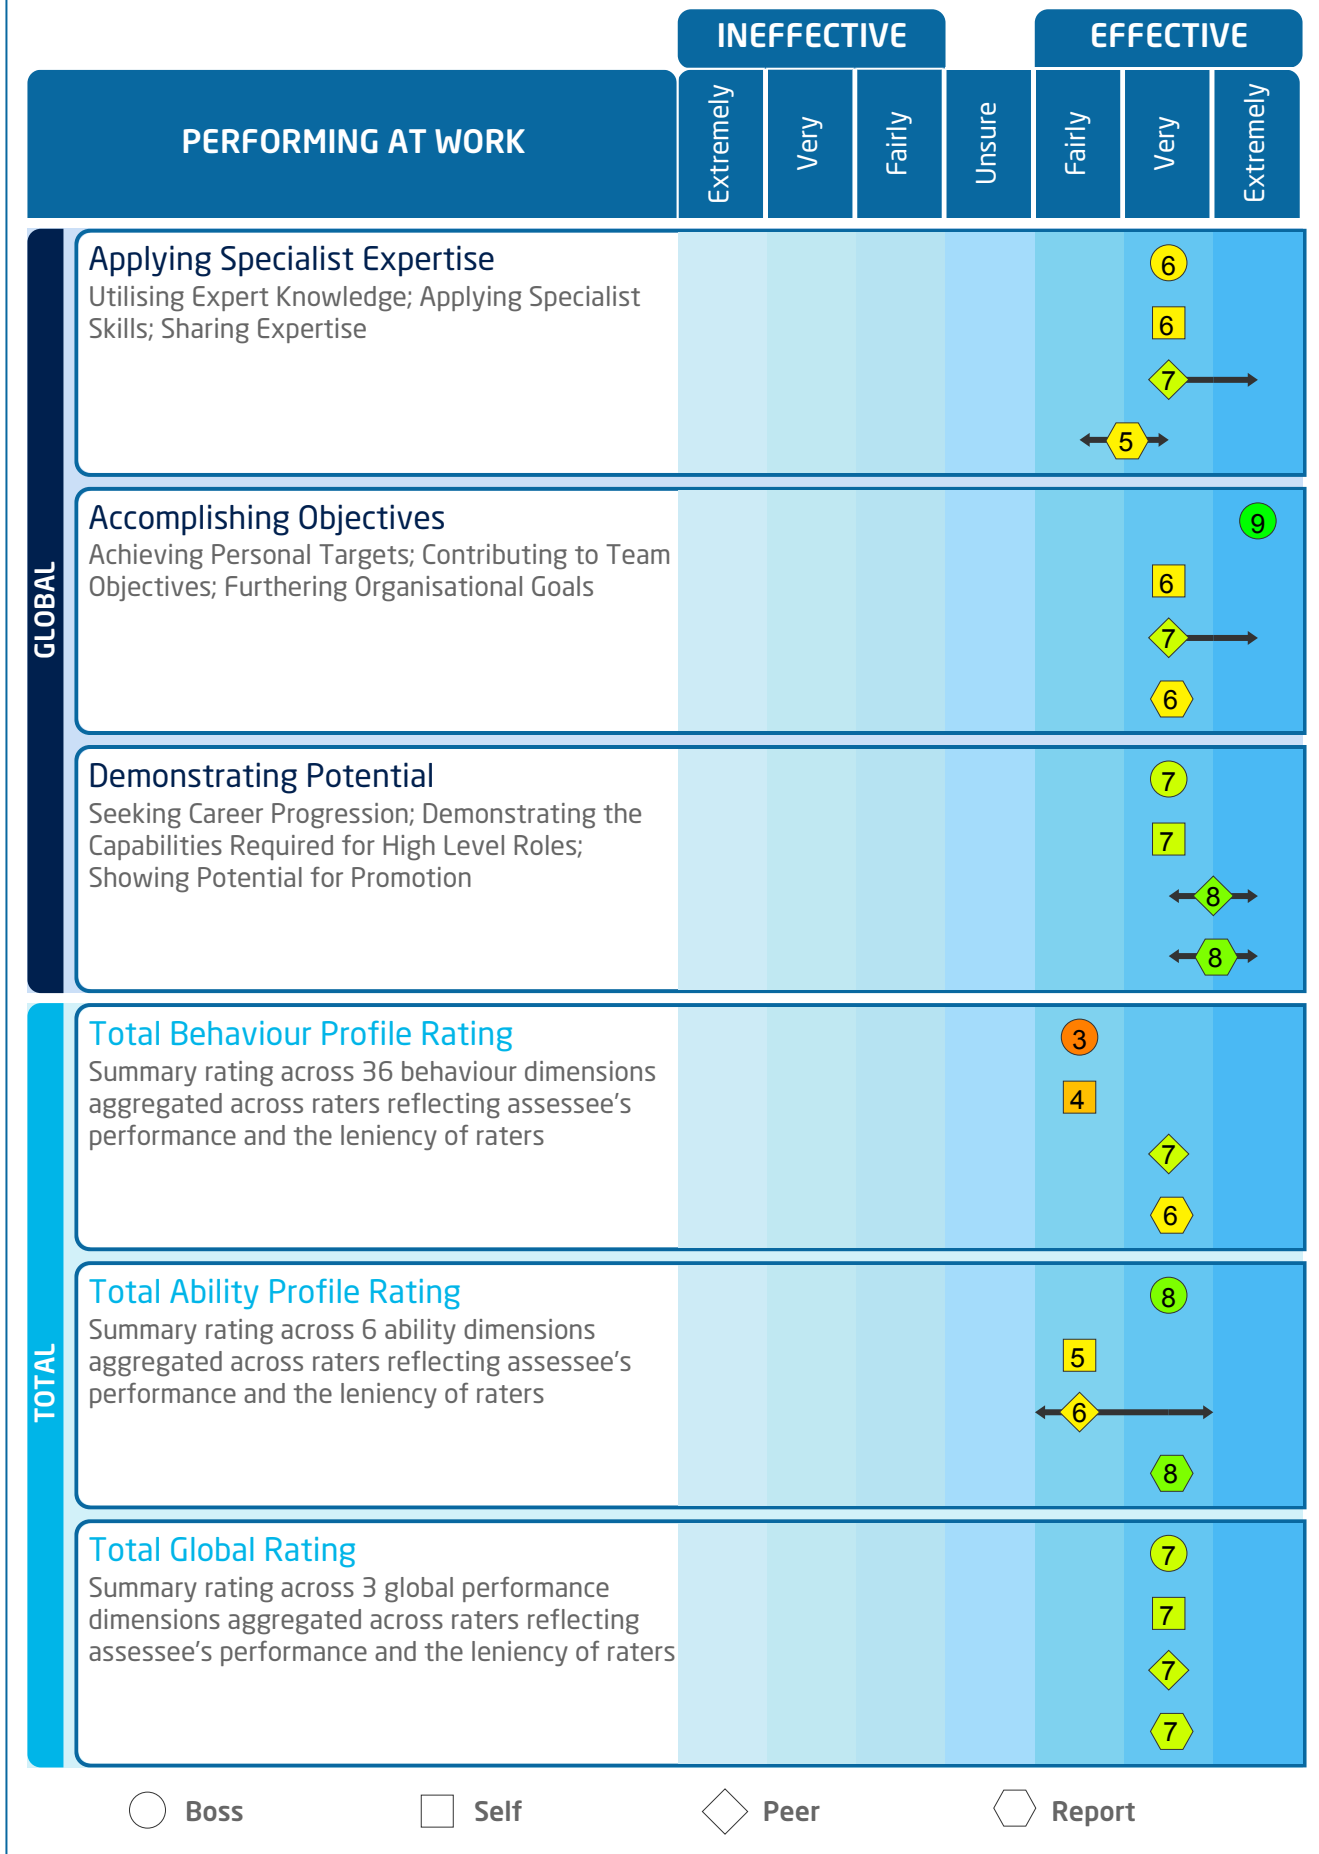 INEFFECTIVE
EFFECTIVE
PERFORMING AT WORK
Extremely
Very
Fairly
Unsure
Fairly
Very
Extremely
GLOBAL
Applying Specialist Expertise
Utilising Expert Knowledge; Applying Specialist
Skills; Sharing Expertise
6
6
7
5
Accomplishing Objectives
Achieving Personal Targets; Contributing to Team
Objectives; Furthering Organisational Goals
9
6
7
6
Demonstrating Potential
Seeking Career Progression; Demonstrating the
Capabilities Required for High Level Roles;
Showing Potential for Promotion
7
7
8
8
TOTAL
Total Behaviour Profile Rating
Summary rating across 36 behaviour dimensions
aggregated across raters reflecting assessee's
performance and the leniency of raters
3
4
7
6
Total Ability Profile Rating
Summary rating across 6 ability dimensions
aggregated across raters reflecting assessee's
performance and the leniency of raters
8
5
6
8
Total Global Rating
Summary rating across 3 global performance
dimensions aggregated across raters reflecting
assessee's performance and the leniency of raters
7
7
7
7
Boss
Self
Peer
Report